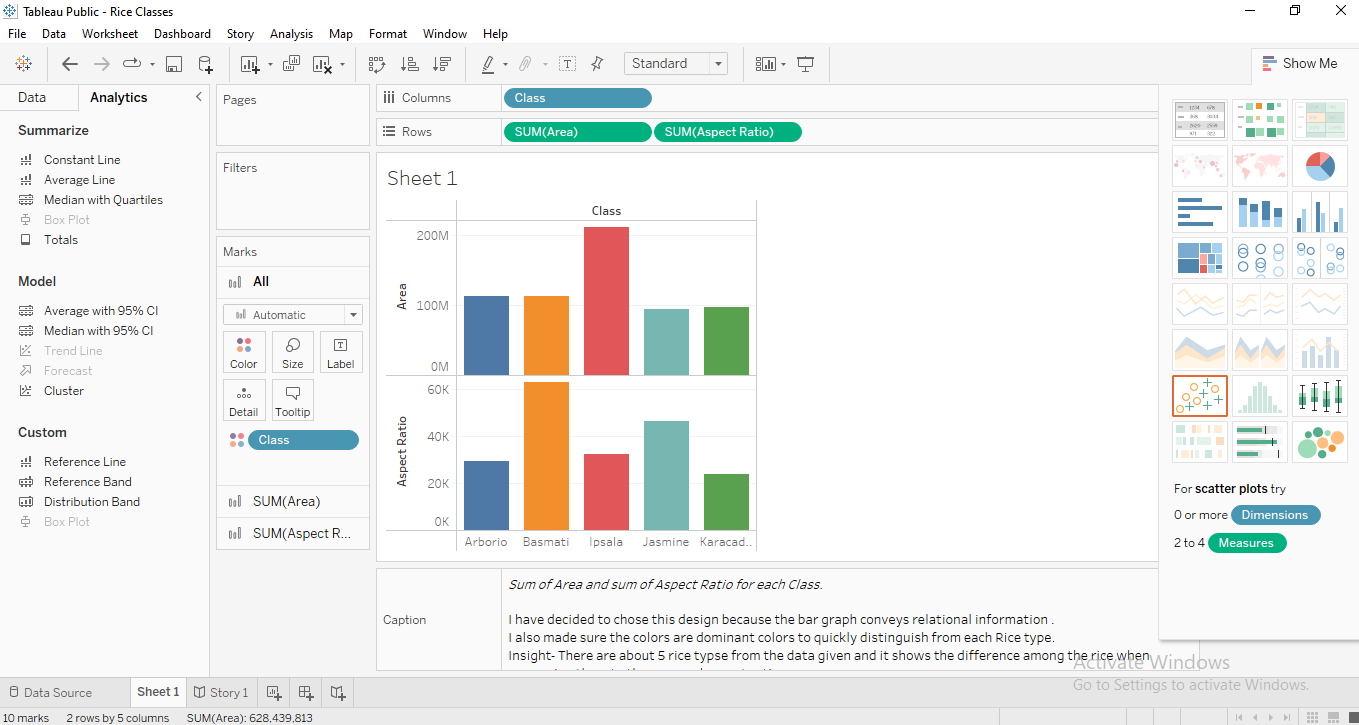 Tableau Public - Rice Classes
File Data Worksheet Dashboard Story Analysis Map Format Window Help
Standard
Show Me
Data Analytics
Pages
Columns Class
Rows SUM(Area) SUM(Aspect Ratio)
Summarize
Constant Line
Average Line
Median with Quartiles
Box Plot
Totals
Model
Average with 95% CI
Median with 95% CI
Trend Line
Forecast
Cluster
Custom
Reference Line
Reference Band
Distribution Band
Box Plot
Filters
Marks
All
Automatic
Color Size Label
Detail Tooltip
Class
SUM(Area)
SUM(Aspect R...
Sheet 1
Class
200M
Area
100M
0M
60K
40K
Aspect Ratio
20K
0K
Arborio Basmati Ipsala Jasmine Karacad..
For scatter plots try
0 or more Dimensions
2 to 4 Measures
Caption
Sum of Area and sum of Aspect Ratio for each Class.
I have decided to chose this design because the bar graph conveys relational information .
I also made sure the colors are dominant colors to quickly distinguish from each Rice type.
Insight- There are about 5 rice typse from the data given and it shows the difference among the rice when
Activate Windows
Go to Settings to activate Windows.
Data Source Sheet 1 Story 1
10 marks 2 rows by 5 columns SUM(Area): 628,439,813